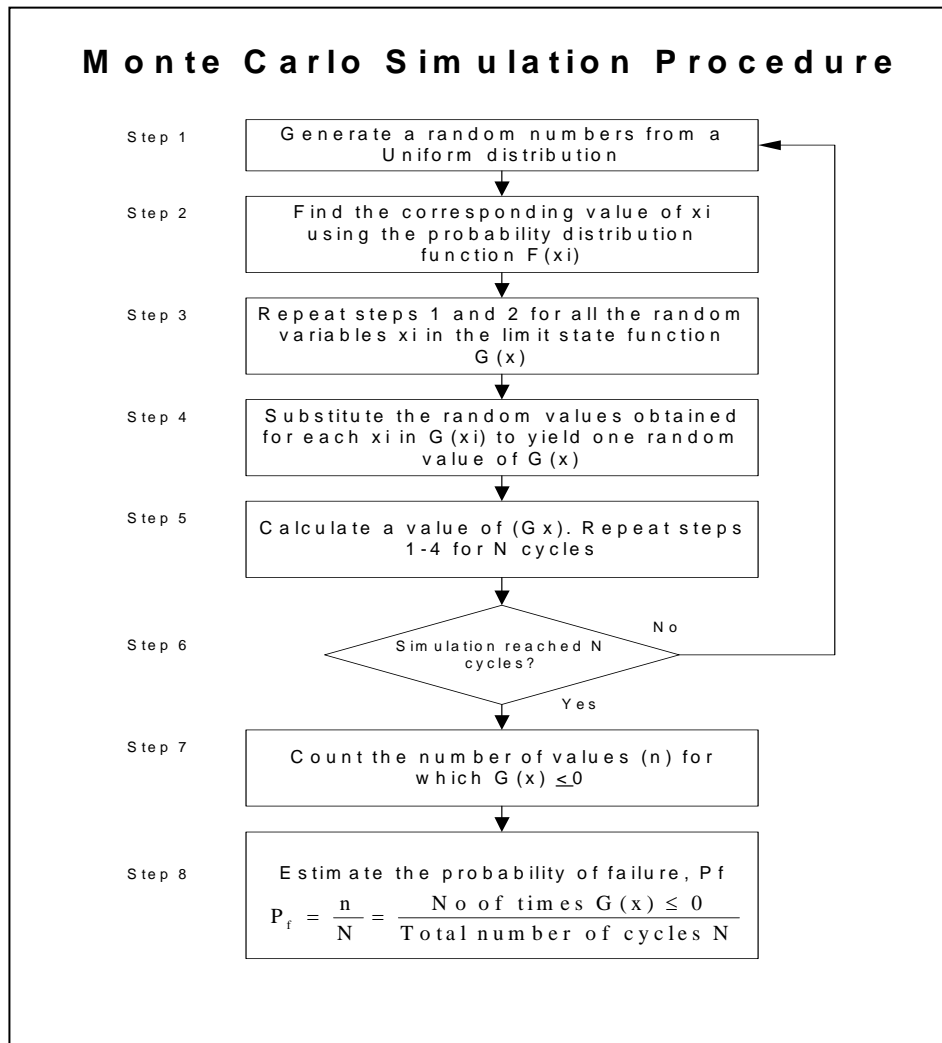 Monte Carlo Simulation Procedure
Step 1
Generate a random numbers from a
Uniform distribution
Step 2
Find the corresponding value of xi
using the probability distribution
function F(xi)
Step 3
Repeat steps 1 and 2 for all the random
variables xi in the limit state function
G(x)
Step 4
Substitute the random values obtained
for each xi in G(xi) to yield one random
value of G(x)
Step 5
Calculate a value of (Gx). Repeat steps
1-4 for N cycles
Step 6
Simulation reached N
cycles?
No
Yes
Step 7
Count the number of values (n) for
which G(x) ≤0
Step 8
Estimate the probability of failure, Pf
P_f = n/N = No of times G(x) ≤ 0 / Total number of cycles N